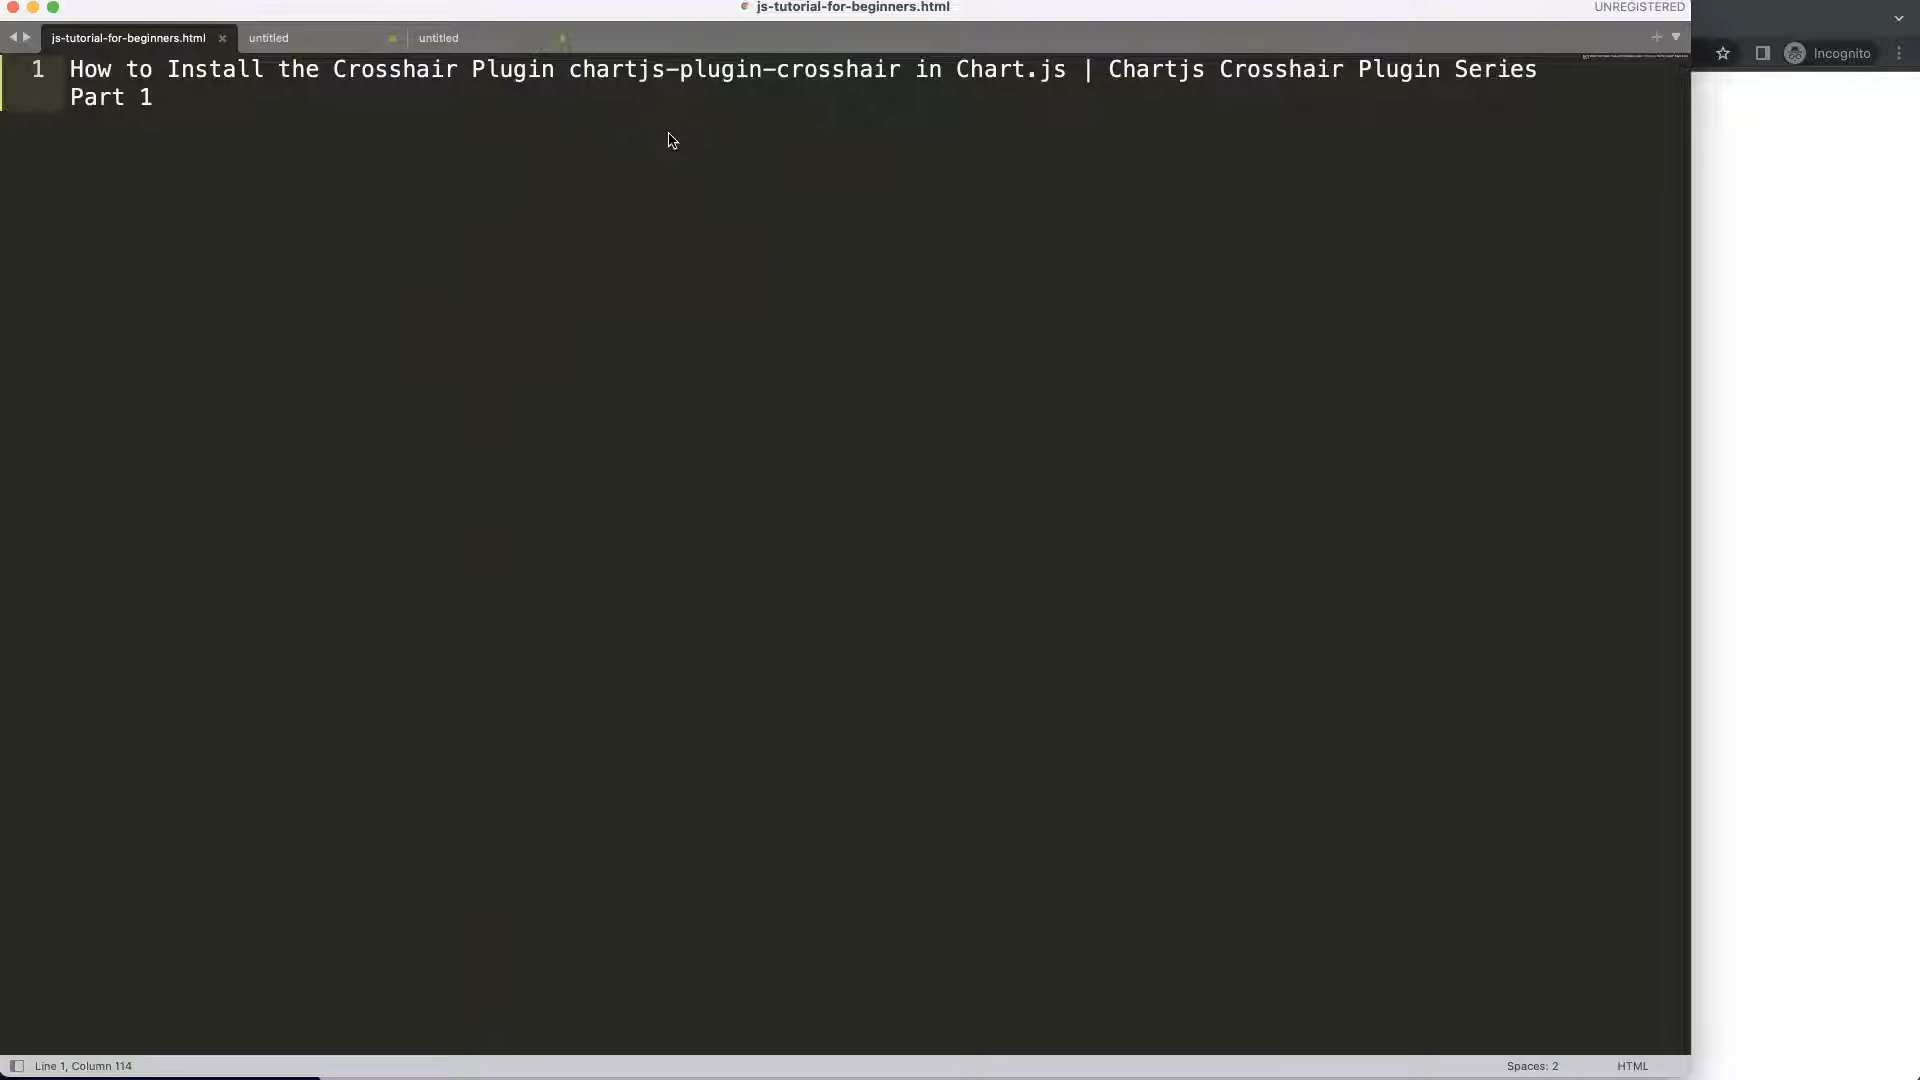 js-tutorial-for-beginners.html
UNREGISTERED
js-tutorial-for-beginners.html × untitled untitled
Incognito
1 How to Install the Crosshair Plugin chartjs-plugin-crosshair in Chart.js | Chartjs Crosshair Plugin Series
Part 1
Line 1, Column 114
Spaces: 2
HTML